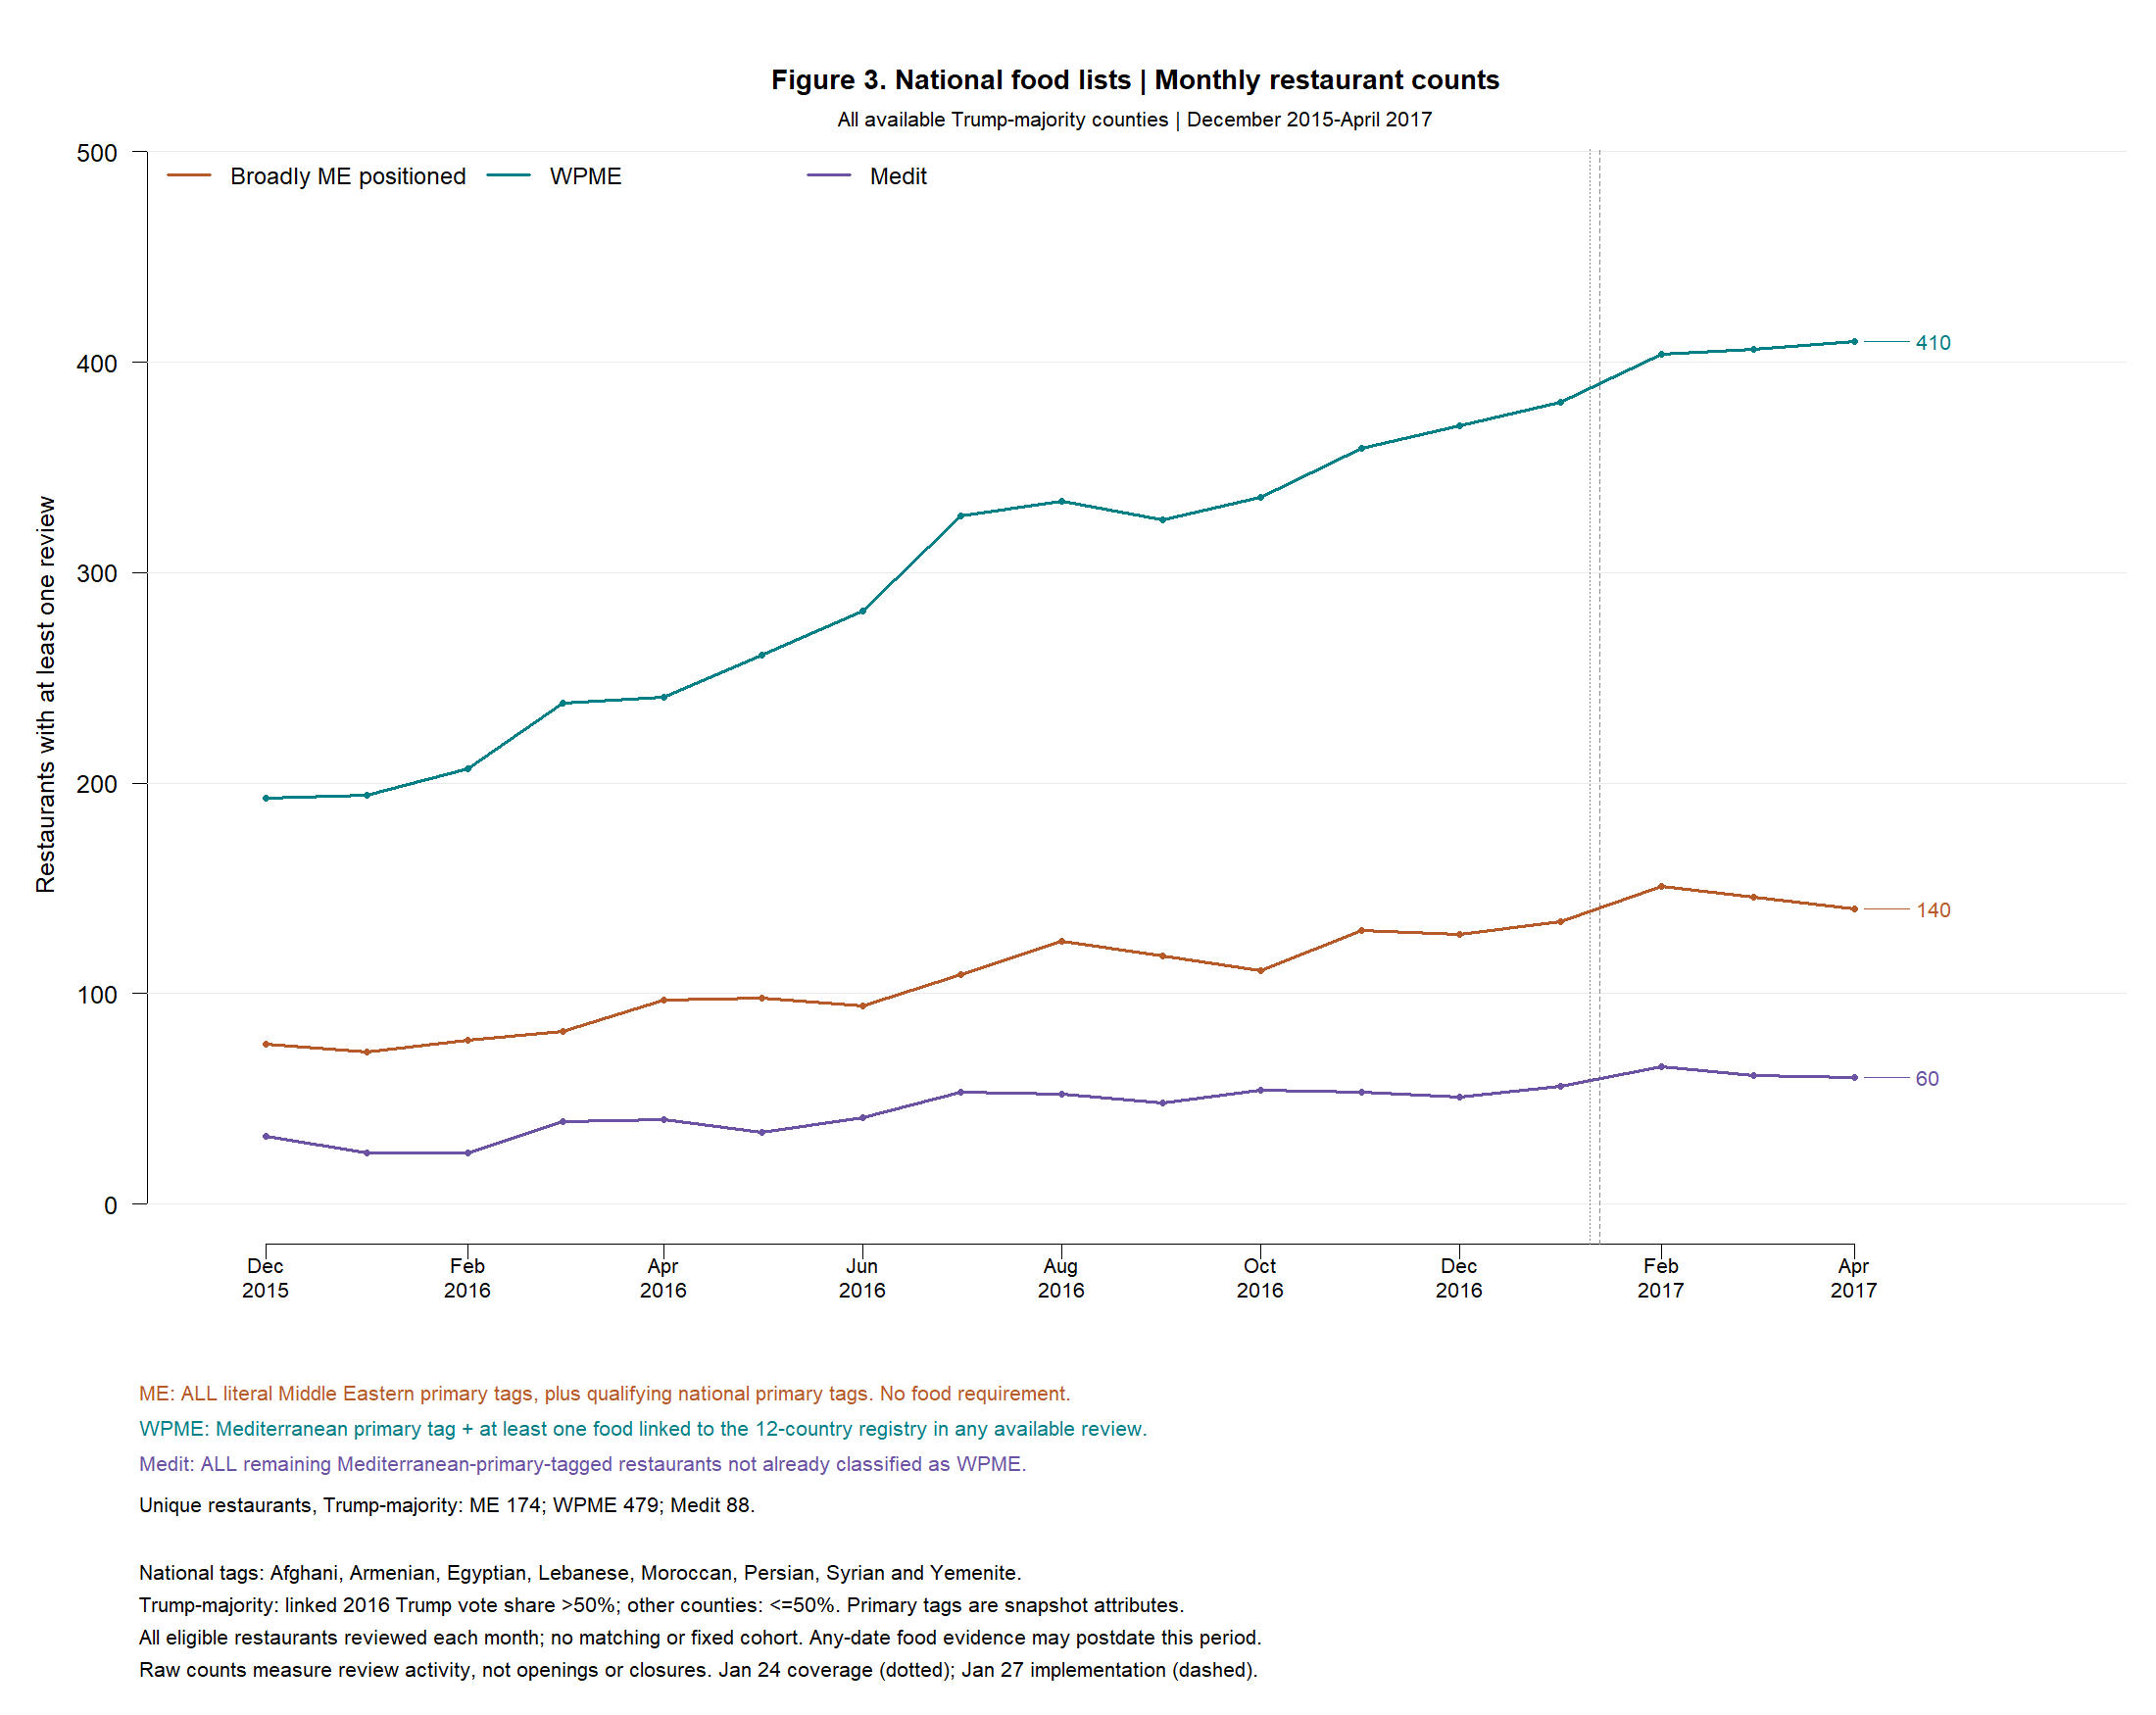 Figure 3. National food lists | Monthly restaurant counts
All available Trump-majority counties | December 2015-April 2017
Broadly ME positioned
WPME
Medit
Restaurants with at least one review
500
400
300
200
100
0
410
140
60
Dec
2015
Feb
2016
Apr
2016
Jun
2016
Aug
2016
Oct
2016
Dec
2016
Feb
2017
Apr
2017
ME: ALL literal Middle Eastern primary tags, plus qualifying national primary tags. No food requirement.
WPME: Mediterranean primary tag + at least one food linked to the 12-country registry in any available review.
Medit: ALL remaining Mediterranean-primary-tagged restaurants not already classified as WPME.
Unique restaurants, Trump-majority: ME 174; WPME 479; Medit 88.
National tags: Afghani, Armenian, Egyptian, Lebanese, Moroccan, Persian, Syrian and Yemenite.
Trump-majority: linked 2016 Trump vote share >50%; other counties: <=50%. Primary tags are snapshot attributes.
All eligible restaurants reviewed each month; no matching or fixed cohort. Any-date food evidence may postdate this period.
Raw counts measure review activity, not openings or closures. Jan 24 coverage (dotted); Jan 27 implementation (dashed).